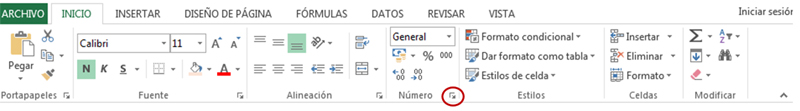 ARCHIVO INICIO INSERTAR DISEÑO DE PÁGINA FÓRMULAS DATOS REVISAR VISTA Iniciar sesión
Pegar
Portapapeles
Calibri 11 A A
N K S A
Fuente
Alineación
General
% 000
Número
Formato condicional
Dar formato como tabla
Estilos de celda
Estilos
Insertar
Eliminar
Formato
Celdas
Σ
Modificar